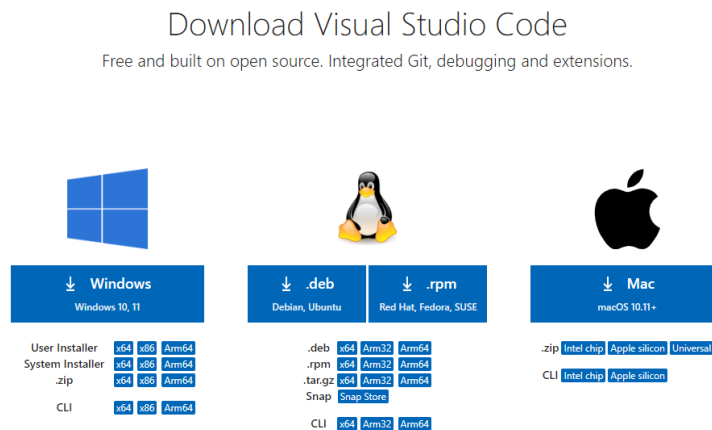 Download Visual Studio Code
Free and built on open source. Integrated Git, debugging and extensions.
Windows
Windows 10, 11
User Installer x64 x86 Arm64
System Installer x64 x86 Arm64
.zip x64 x86 Arm64
CLI x64 x86 Arm64
.deb
Debian, Ubuntu
.rpm
Red Hat, Fedora, SUSE
.deb x64 Arm32 Arm64
.rpm x64 Arm32 Arm64
.tar.gz x64 Arm32 Arm64
Snap Snap Store
CLI x64 Arm32 Arm64
Mac
macOS 10.11+
.zip Intel chip Apple silicon Universal
CLI Intel chip Apple silicon